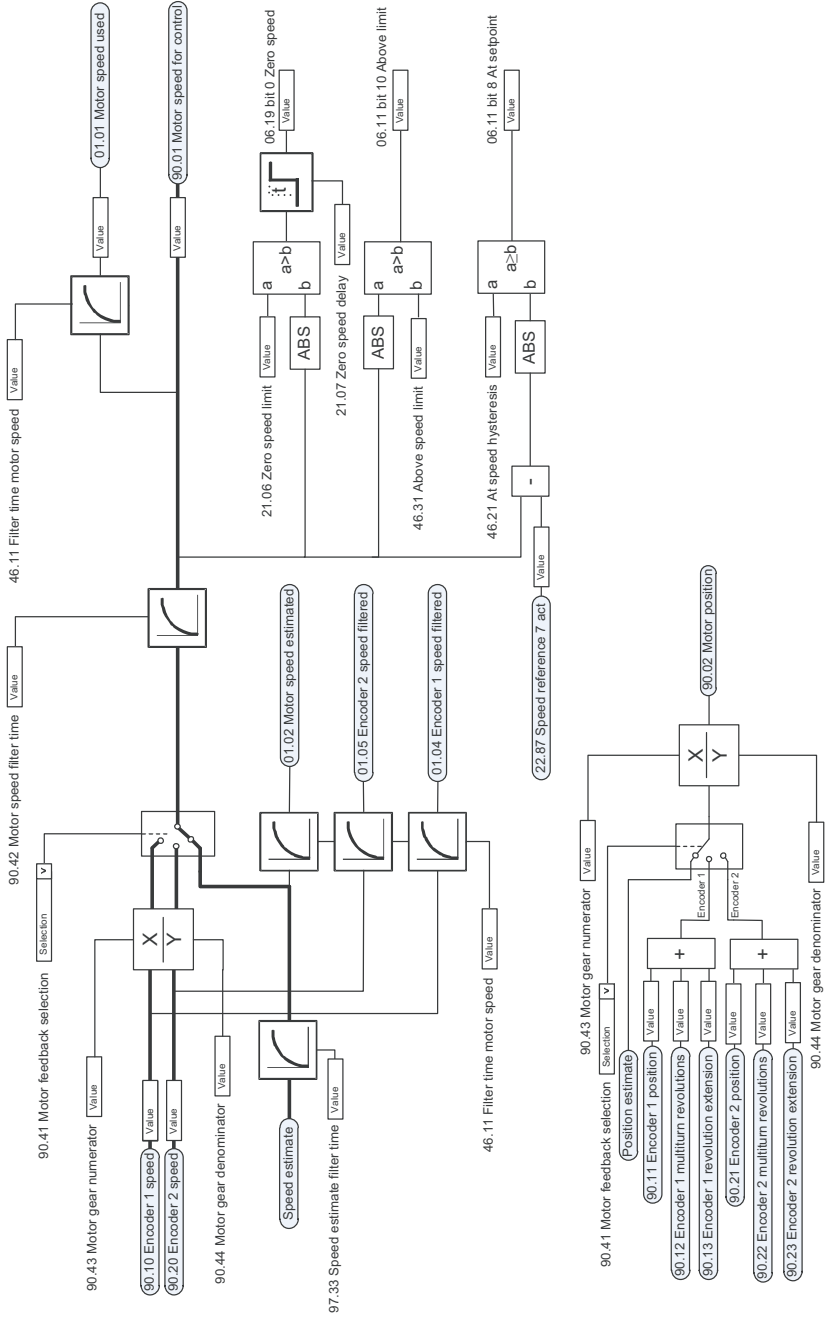 90.41 Motor feedback selection
Selection
v
90.42 Motor speed filter time
Value
46.11 Filter time motor speed
Value
90.43 Motor gear numerator
Value
Value
01.01 Motor speed used
90.10 Encoder 1 speed
Value
X
Y
Value
90.01 Motor speed for control
90.20 Encoder 2 speed
Value
90.44 Motor gear denominator
Value
Speed estimate
97.33 Speed estimate filter time
Value
01.02 Motor speed estimated
01.05 Encoder 2 speed filtered
01.04 Encoder 1 speed filtered
46.11 Filter time motor speed
Value
21.06 Zero speed limit
Value
ABS
a
a>b
b
t
06.19 bit 0 Zero speed
Value
21.07 Zero speed delay
Value
ABS
46.31 Above speed limit
Value
a
a>b
b
06.11 bit 10 Above limit
Value
46.21 At speed hysteresis
Value
-
ABS
a
a≥b
b
06.11 bit 8 At setpoint
Value
22.87 Speed reference 7 act
Value
90.41 Motor feedback selection
Selection
v
90.43 Motor gear numerator
Value
Position estimate
90.11 Encoder 1 position
Value
90.12 Encoder 1 multiturn revolutions
Value
90.13 Encoder 1 revolution extension
Value
+
Encoder 1
90.21 Encoder 2 position
Value
90.22 Encoder 2 multiturn revolutions
Value
90.23 Encoder 2 revolution extension
Value
+
Encoder 2
X
Y
90.02 Motor position
90.44 Motor gear denominator
Value